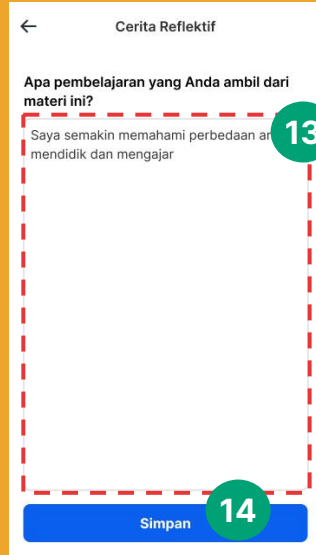 Cerita Reflektif
Apa pembelajaran yang Anda ambil dari
materi ini?
Saya semakin memahami perbedaan
13
mendidik dan mengajar
Simpan
14